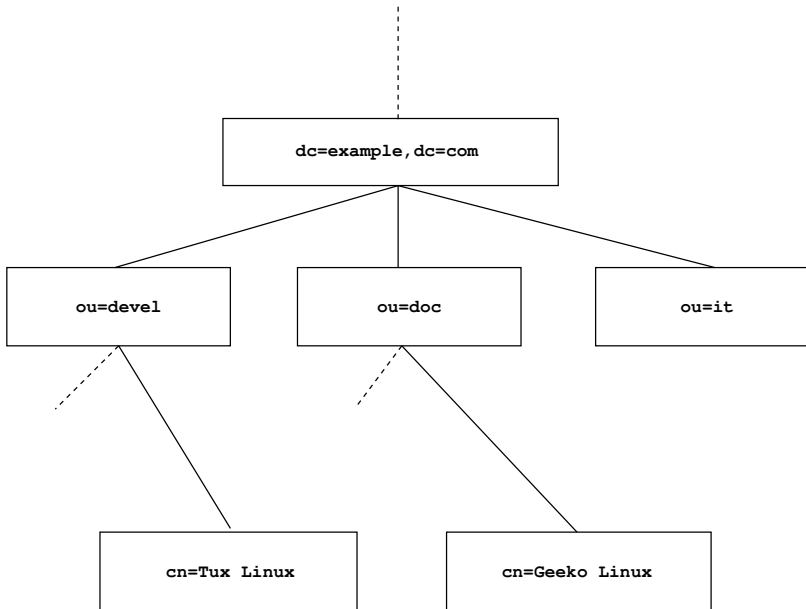 dc=example,dc=com
ou=devel
ou=doc
ou=it
cn=Tux Linux
cn=Geeko Linux